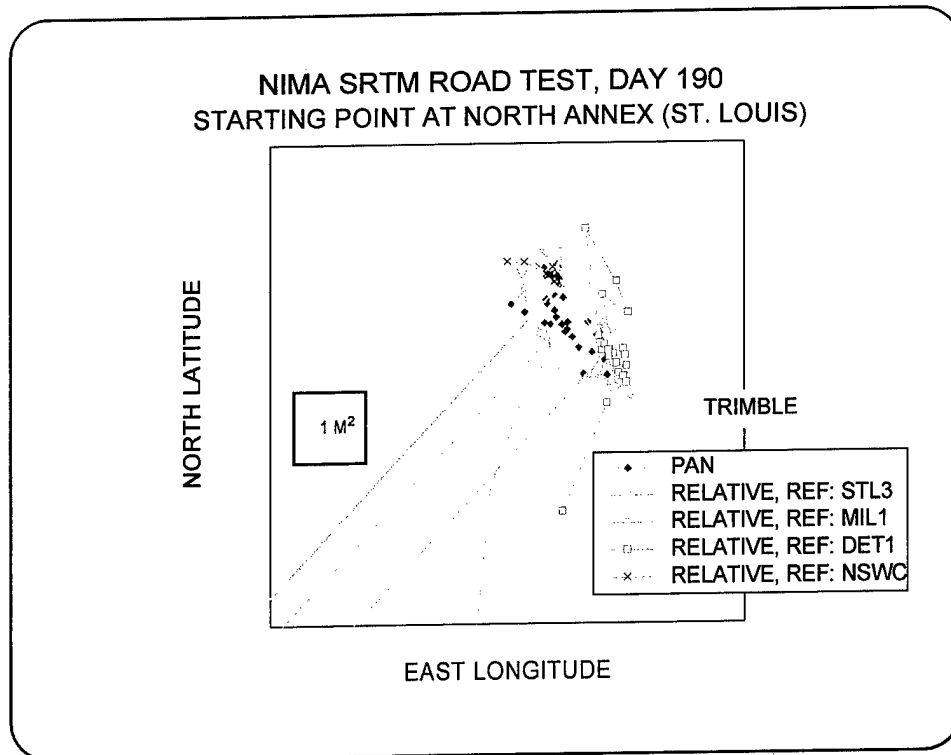 NIMA SRTM ROAD TEST, DAY 190
STARTING POINT AT NORTH ANNEX (ST. LOUIS)
NORTH LATITUDE
1 M²
TRIMBLE
PAN
RELATIVE, REF: STL3
RELATIVE, REF: MIL1
RELATIVE, REF: DET1
RELATIVE, REF: NSWC
EAST LONGITUDE